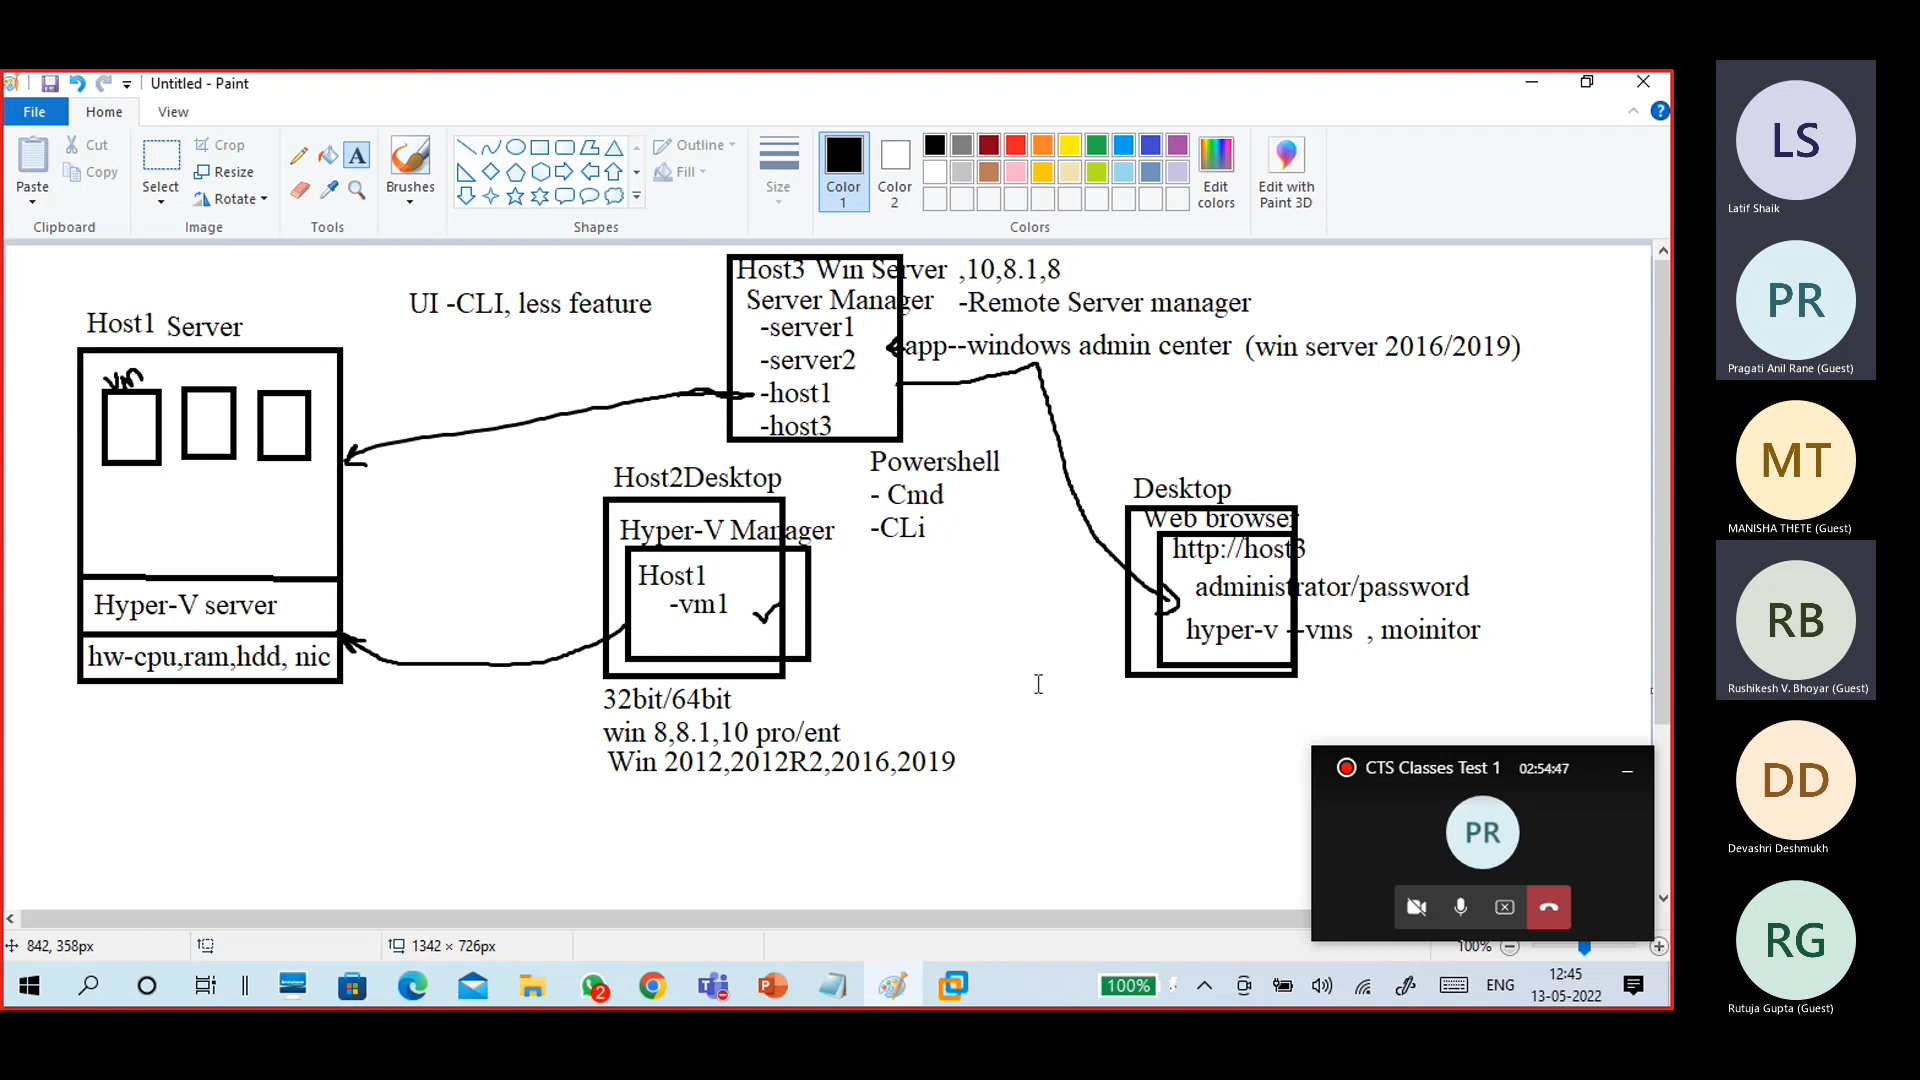 Untitled - Paint
File
Home
View
Paste
Cut
Copy
Clipboard
Select
Crop
Resize
Rotate
Image
A
Tools
Brushes
Outline
Fill
Shapes
Size
Color
1
Color
2
Edit
colors
Edit with
Paint 3D
Colors
Host1 Server
vm
Hyper-V server
hw-cpu,ram,hdd, nic
UI -CLI, less feature
Host3 Win Server ,10,8.1,8
Server Manager -Remote Server manager
-server1
-server2
app--windows admin center (win server 2016/2019)
-host1
-host3
Powershell
- Cmd
-CLi
Host2Desktop
Hyper-V Manager
Host1
-vm1
32bit/64bit
win 8,8.1,10 pro/ent
Win 2012,2012R2,2016,2019
Desktop
Web browser
http://host3
administrator/password
hyper-v --vms , moinitor
CTS Classes Test 1 02:54:47
PR
842, 358px
1342 × 726px
100%
2
100%
ENG
12:45
13-05-2022
LS
Latif Shaik
PR
Pragati Anil Rane (Guest)
MT
MANISHA THETE (Guest)
RB
Rushikesh V. Bhoyar (Guest)
DD
Devashri Deshmukh
RG
Rutuja Gupta (Guest)